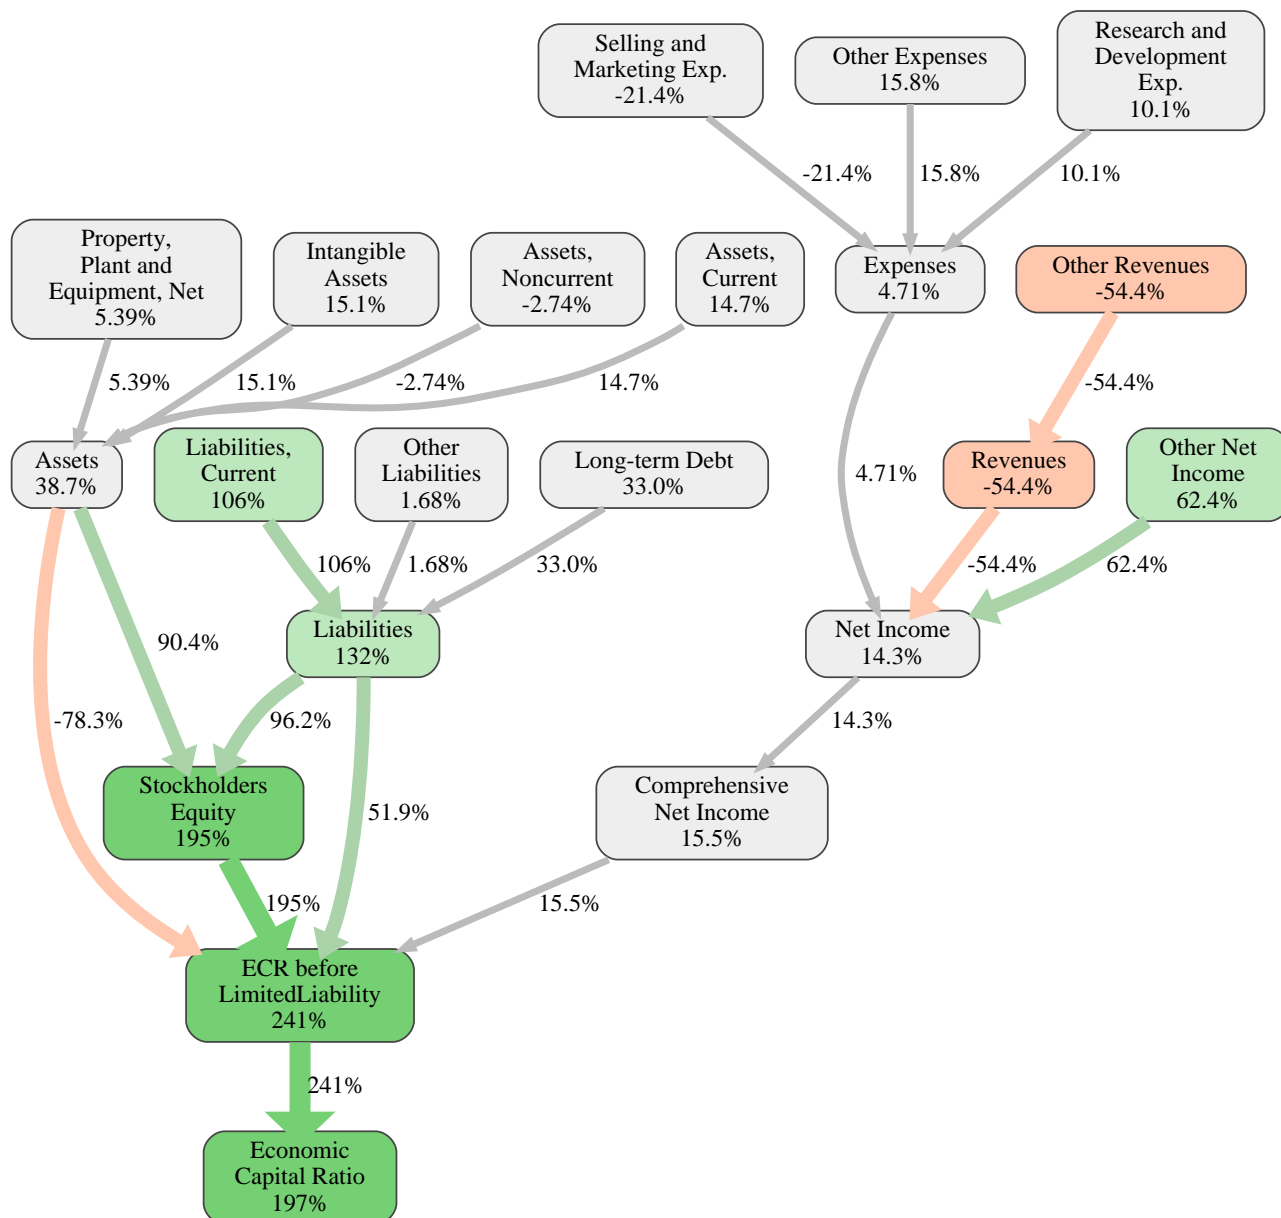 Selling and
Marketing Exp.
-21.4%
Other Expenses
15.8%
Research and
Development
Exp.
10.1%
-21.4%
15.8%
10.1%
Property,
Plant and
Equipment, Net
5.39%
Intangible
Assets
15.1%
Assets,
Noncurrent
-2.74%
Assets,
Current
14.7%
Expenses
4.71%
Other Revenues
-54.4%
5.39%
15.1%
-2.74%
14.7%
-54.4%
Assets
38.7%
Liabilities,
Current
106%
Other
Liabilities
1.68%
Long-term Debt
33.0%
4.71%
Revenues
-54.4%
Other Net
Income
62.4%
106%
1.68%
33.0%
-54.4%
62.4%
Liabilities
132%
Net Income
14.3%
90.4%
-78.3%
96.2%
14.3%
Stockholders
Equity
195%
51.9%
Comprehensive
Net Income
15.5%
195%
15.5%
ECR before
LimitedLiability
241%
241%
Economic
Capital Ratio
197%